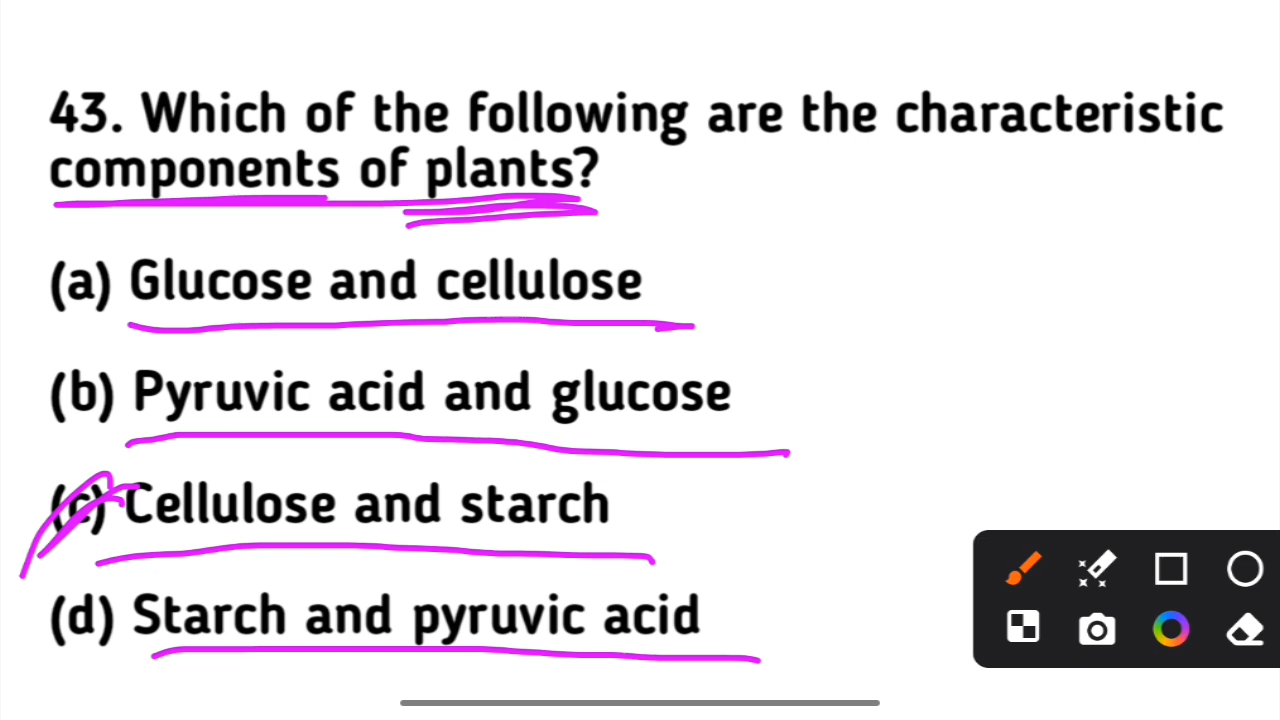 43. Which of the following are the characteristic
components of plants?
(a) Glucose and cellulose
(b) Pyruvic acid and glucose
(c) Cellulose and starch
(d) Starch and pyruvic acid